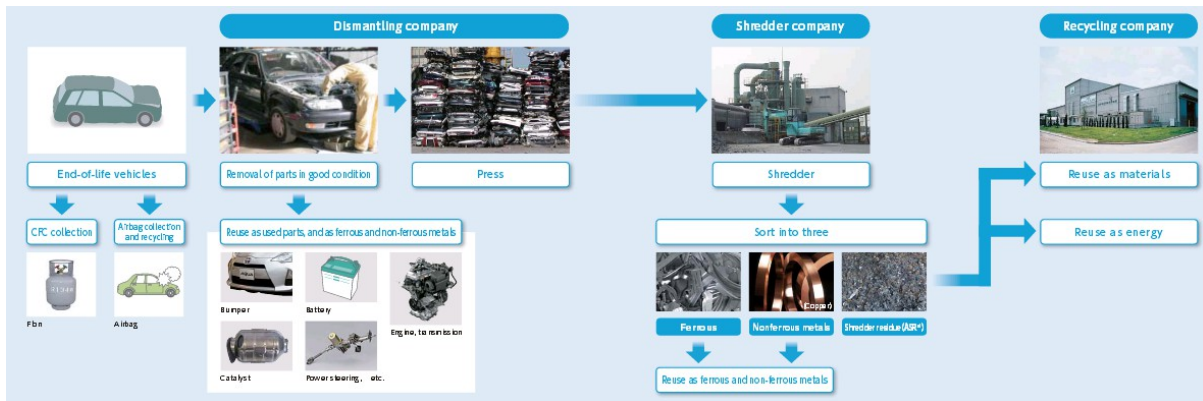 Dismantling company
Shredder company
Recycling company
End-of-life vehicles
Removal of parts in good condition
Press
Shredder
Reuse as materials
CFC collection
Airbag collection
and recycling
Reuse as used parts, and as ferrous and non-ferrous metals
Sort into three
Reuse as energy
Flon
Airbag
Bumper
Battery
Engine, transmission
Catalyst
Power steering, etc.
(Copper)
Ferrous
Nonferrous metals
Shredder residue (ASR*)
Reuse as ferrous and non-ferrous metals